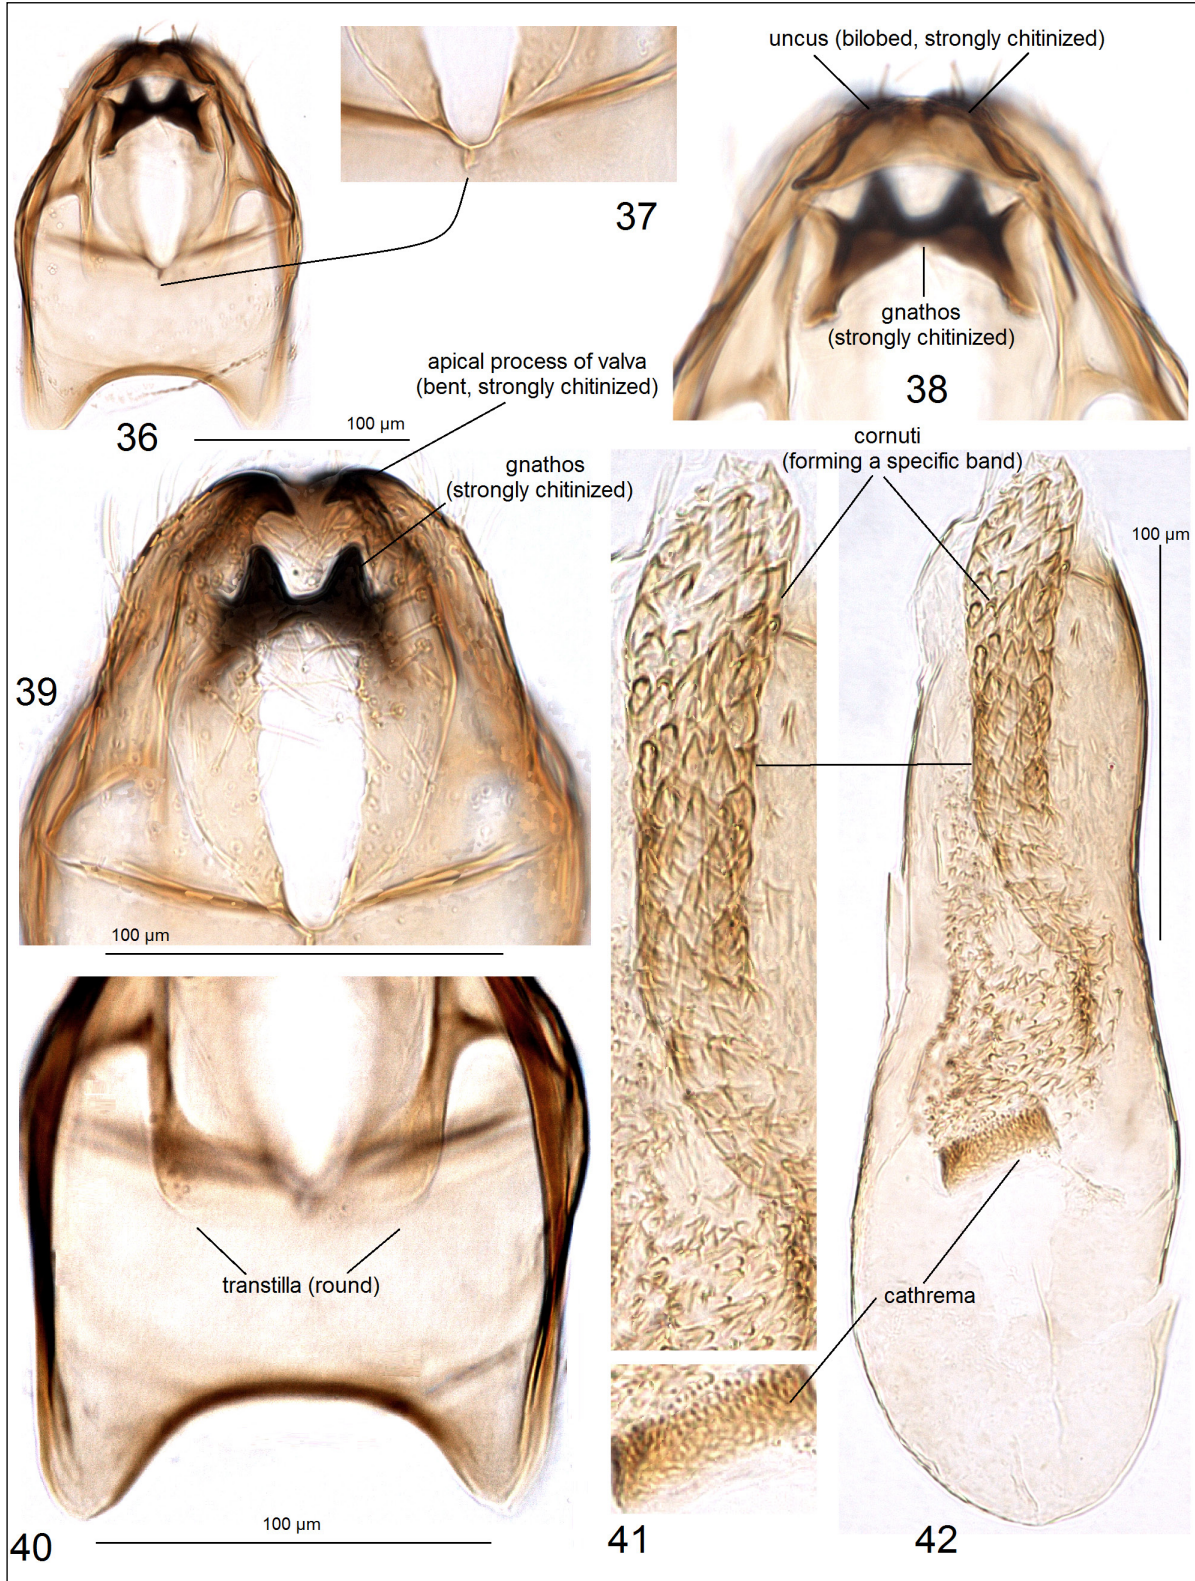 uncus (bilobed, strongly chitinized)
37
gnathos
(strongly chitinized)
38
apical process of valva
(bent, strongly chitinized)
36
100 µm
gnathos
(strongly chitinized)
cornuti
(forming a specific band)
100 µm
39
100 µm
transtilla (round)
cathrema
100 µm
40
41
42